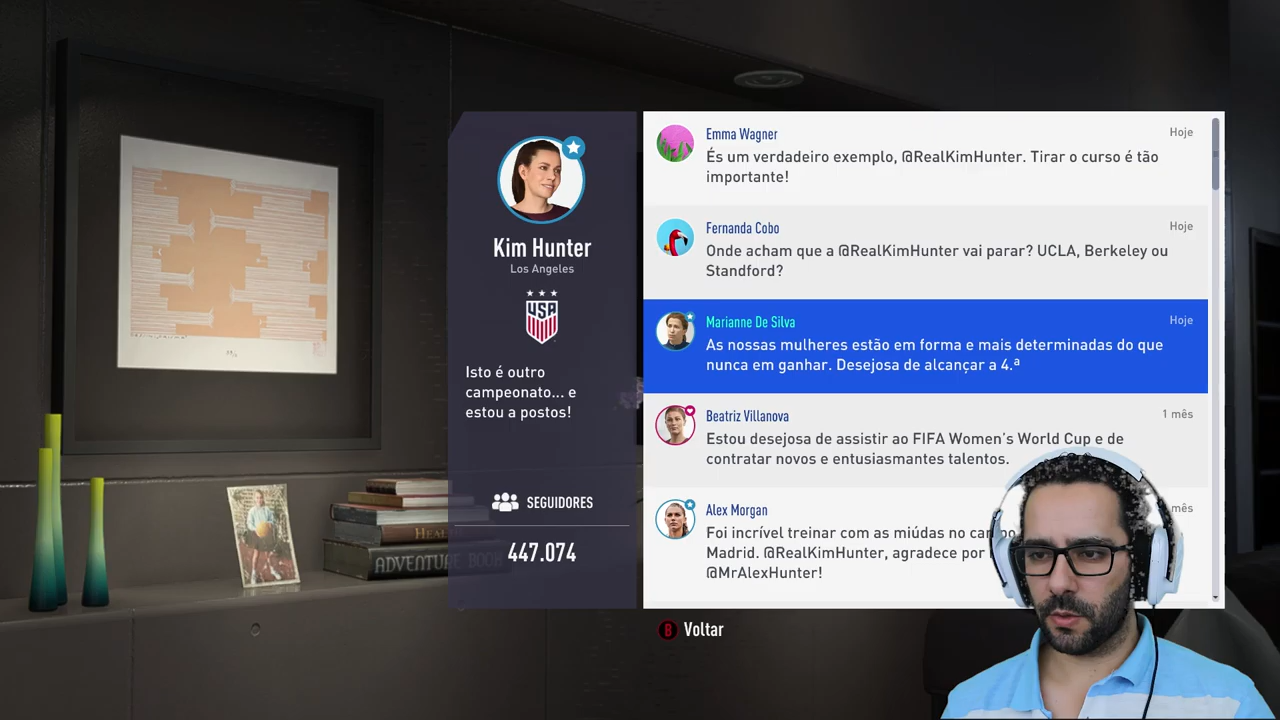 Kim Hunter
Los Angeles
USA
Isto é outro
campeonato... e
estou a postos!
SEGUIDORES
447.074
Emma Wagner
Hoje
És um verdadeiro exemplo, @RealKimHunter. Tirar o curso é tão
importante!
Fernanda Cobo
Hoje
Onde acham que a @RealKimHunter vai parar? UCLA, Berkeley ou
Standford?
Marianne De Silva
Hoje
As nossas mulheres estão em forma e mais determinadas do que
nunca em ganhar. Desejosa de alcançar a 4.ª
Beatriz Villanova
1 mês
Estou desejosa de assistir ao FIFA Women's World Cup e de
contratar novos e entusiasmantes talentos.
Alex Morgan
mês
Foi incrível treinar com as miúdas no
Madrid. @RealKimHunter, agradece por
@MrAlexHunter!
B Voltar
ADVENTURE BOOK